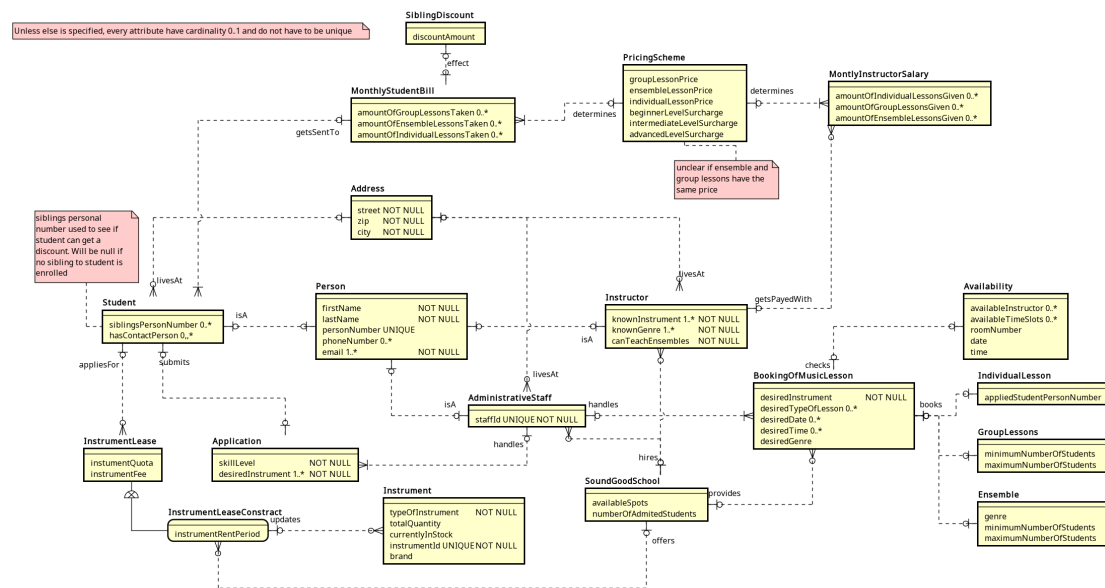 SiblingDiscount
discountAmount
Unless else is specified, every attribute have cardinality 0..1 and do not have to be unique
effect
PricingScheme
groupLessonPrice
ensembleLessonPrice
individualLessonPrice
beginnerLevelSurcharge
intermediateLevelSurcharge
advancedLevelSurcharge
MontlyInstructorSalary
amountOfIndividualLessonsGiven 0..*
amountOfGroupLessonsGiven 0..*
amountOfEnsembleLessonsGiven 0..*
determines
determines
MonthlyStudentBill
amountOfGroupLessonsTaken 0..*
amountOfEnsembleLessonsTaken 0..*
amountOfIndividualLessonsTaken 0..*
getsSentTo
unclear if ensemble and
group lessons have the
same price
Address
street NOT NULL
zip NOT NULL
city NOT NULL
siblings personal
number used to see if
student can get a
discount. Will be null if
no sibling to student is
enrolled
livesAt
livesAt
Student
siblingsPersonNumber 0..*
hasContactPerson 0,,*
isA
Person
firstName NOT NULL
lastName NOT NULL
personNumber UNIQUE
phoneNumber 0..*
email 1..* NOT NULL
isA
Instructor
knownInstrument 1..* NOT NULL
knownGenre 1..* NOT NULL
canTeachEnsembles NOT NULL
getsPayedWith
Availability
availableInstructor 0..*
availableTimeSlots 0..*
roomNumber
date
time
appliesFor
submits
checks
livesAt
isA
AdministrativeStaff
staffId UNIQUE NOT NULL
handles
handles
BookingOfMusicLesson
desiredInstrument NOT NULL
desiredTypeOfLesson 0..*
desiredDate 0..*
desiredTime 0..*
desiredGenre
books
IndividualLesson
appliedStudentPersonNumber
GroupLessons
minimumNumberOfStudents
maximumNumberOfStudents
InstrumentLease
instumentQuota
instrumentFee
Application
skillLevel NOT NULL
desiredInstrument 1..* NOT NULL
hires
SoundGoodSchool
availableSpots
numberOfAdmitedStudents
provides
offers
Ensemble
genre
minimumNumberOfStudents
maximumNumberOfStudents
InstrumentLeaseConstract
instrumentRentPeriod
updates
Instrument
typeOfInstrument NOT NULL
totalQuantity
currentlyInStock
instrumentId UNIQUE NOT NULL
brand